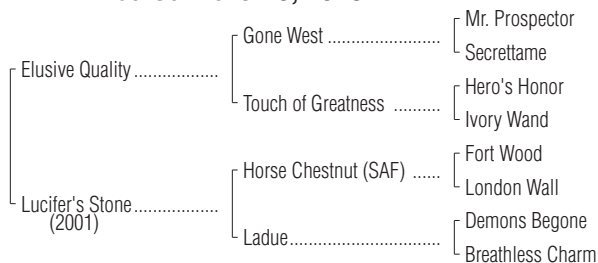 Mr. Prospector
Gone West ........................
Secrettame
Elusive Quality ..................
Hero's Honor
Touch of Greatness ..........
Ivory Wand
Fort Wood
Horse Chestnut (SAF) ......
London Wall
Lucifer's Stone ..................
(2001)
Demons Begone
Ladue ................................
Breathless Charm